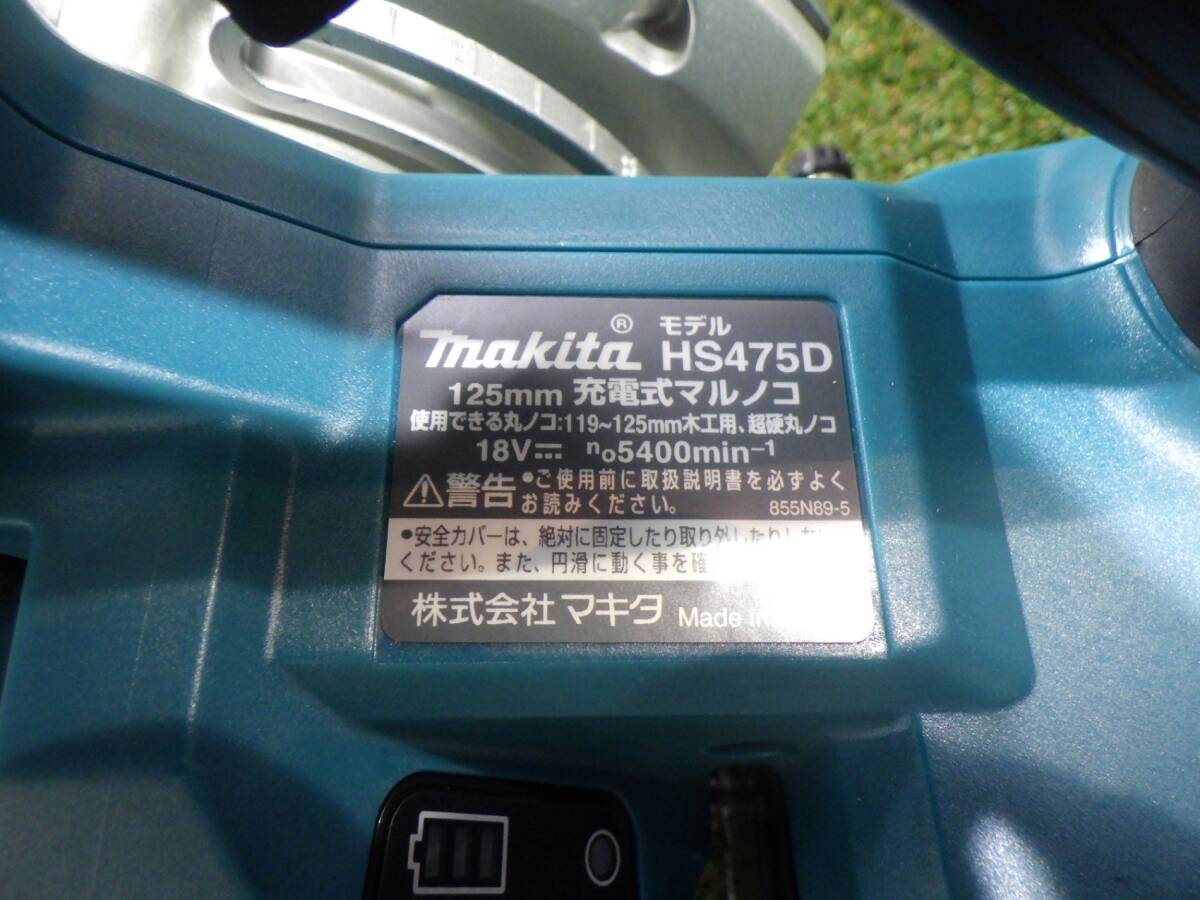 makita® モデル HS475D
125mm 充電式マルノコ
使用できる丸ノコ:119~125mm木工用、超硬丸ノコ
18V⎓ n₀5400min⁻¹
⚠警告 •ご使用前に取扱説明書を必ずよく
お読みください。 855N89-5
•安全カバーは、絶対に固定したり取り外したりしない
ください。また、円滑に動く事を確
株式会社 マキタ Made in